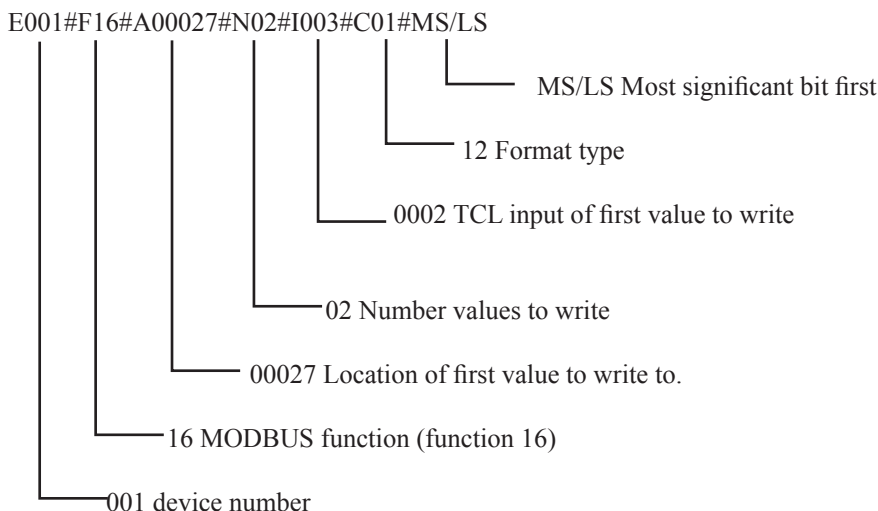 E001#F16#A00027#N02#I003#C01#MS/LS
MS/LS Most significant bit first
12 Format type
0002 TCL input of first value to write
02 Number values to write
00027 Location of first value to write to.
16 MODBUS function (function 16)
001 device number